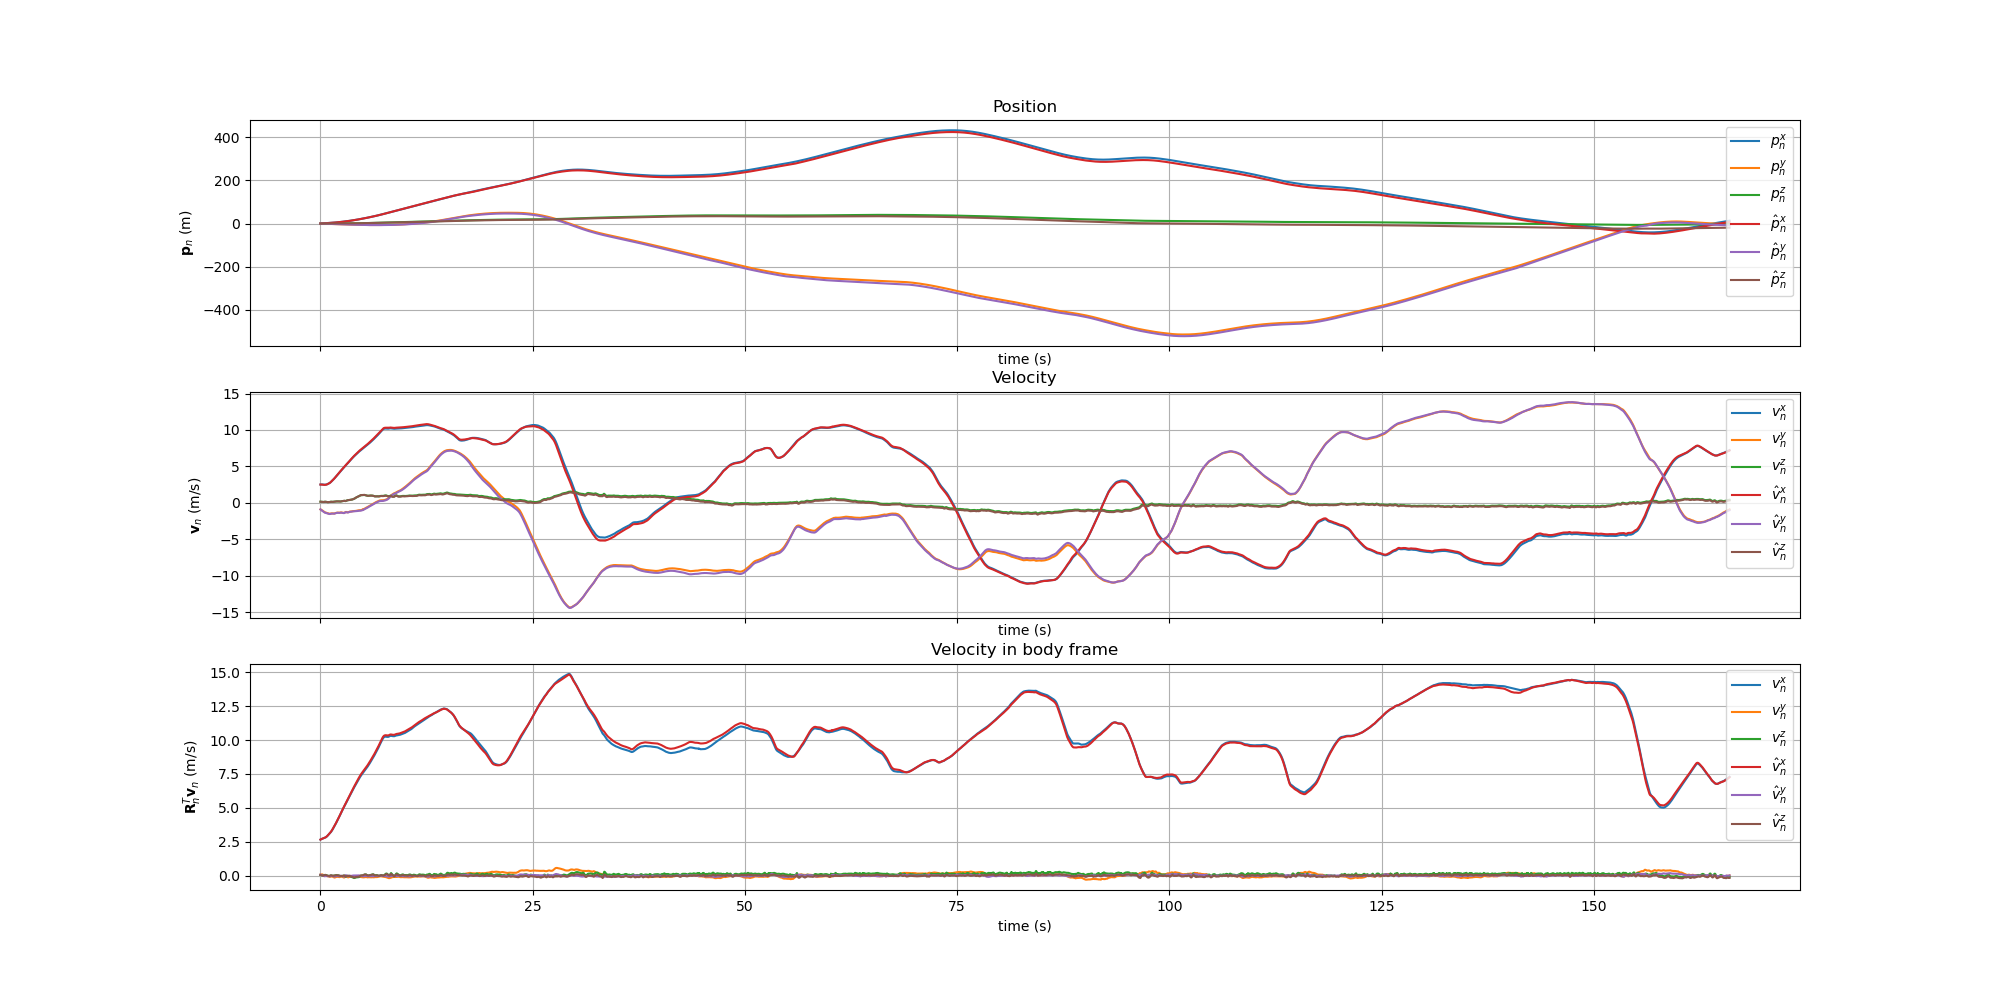 Position
p_n (m)
400
200
0
−200
−400
p_n^x
p_n^y
p_n^z
p̂_n^x
p̂_n^y
p̂_n^z
time (s)
Velocity
v_n (m/s)
15
10
5
0
−5
−10
−15
v_n^x
v_n^y
v_n^z
v̂_n^x
v̂_n^y
v̂_n^z
time (s)
Velocity in body frame
R_n^T v_n (m/s)
15.0
12.5
10.0
7.5
5.0
2.5
0.0
v_n^x
v_n^y
v_n^z
v̂_n^x
v̂_n^y
v̂_n^z
0 25 50 75 100 125 150
time (s)